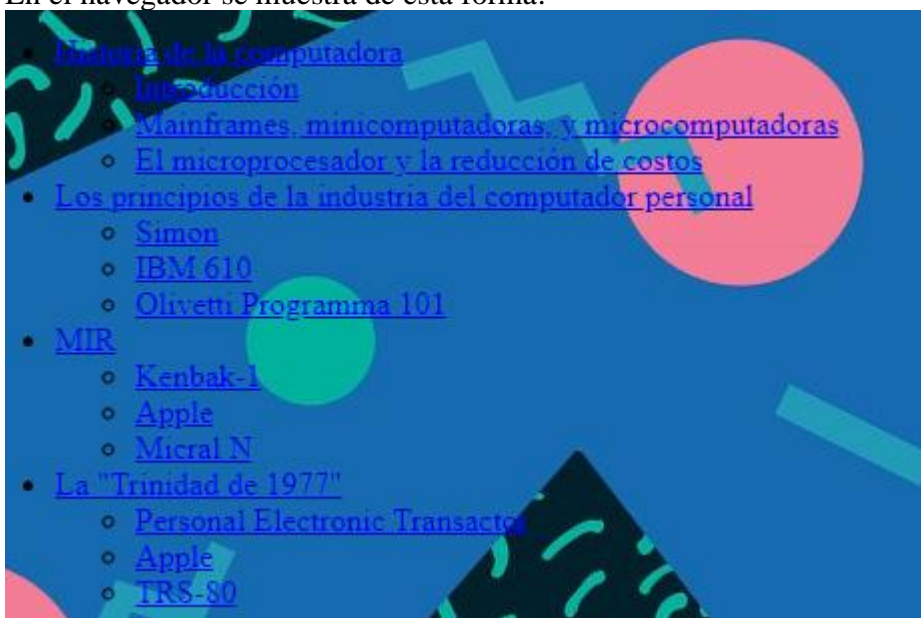 En el navegador se muestra de esta forma:
Historia de la computadora
Introducción
Mainframes, minicomputadoras, y microcomputadoras
El microprocesador y la reducción de costos
Los principios de la industria del computador personal
Simon
IBM 610
Olivetti Programma 101
MIR
Kenbak-1
Apple
Micral N
La "Trinidad de 1977"
Personal Electronic Transactor
Apple
TRS-80